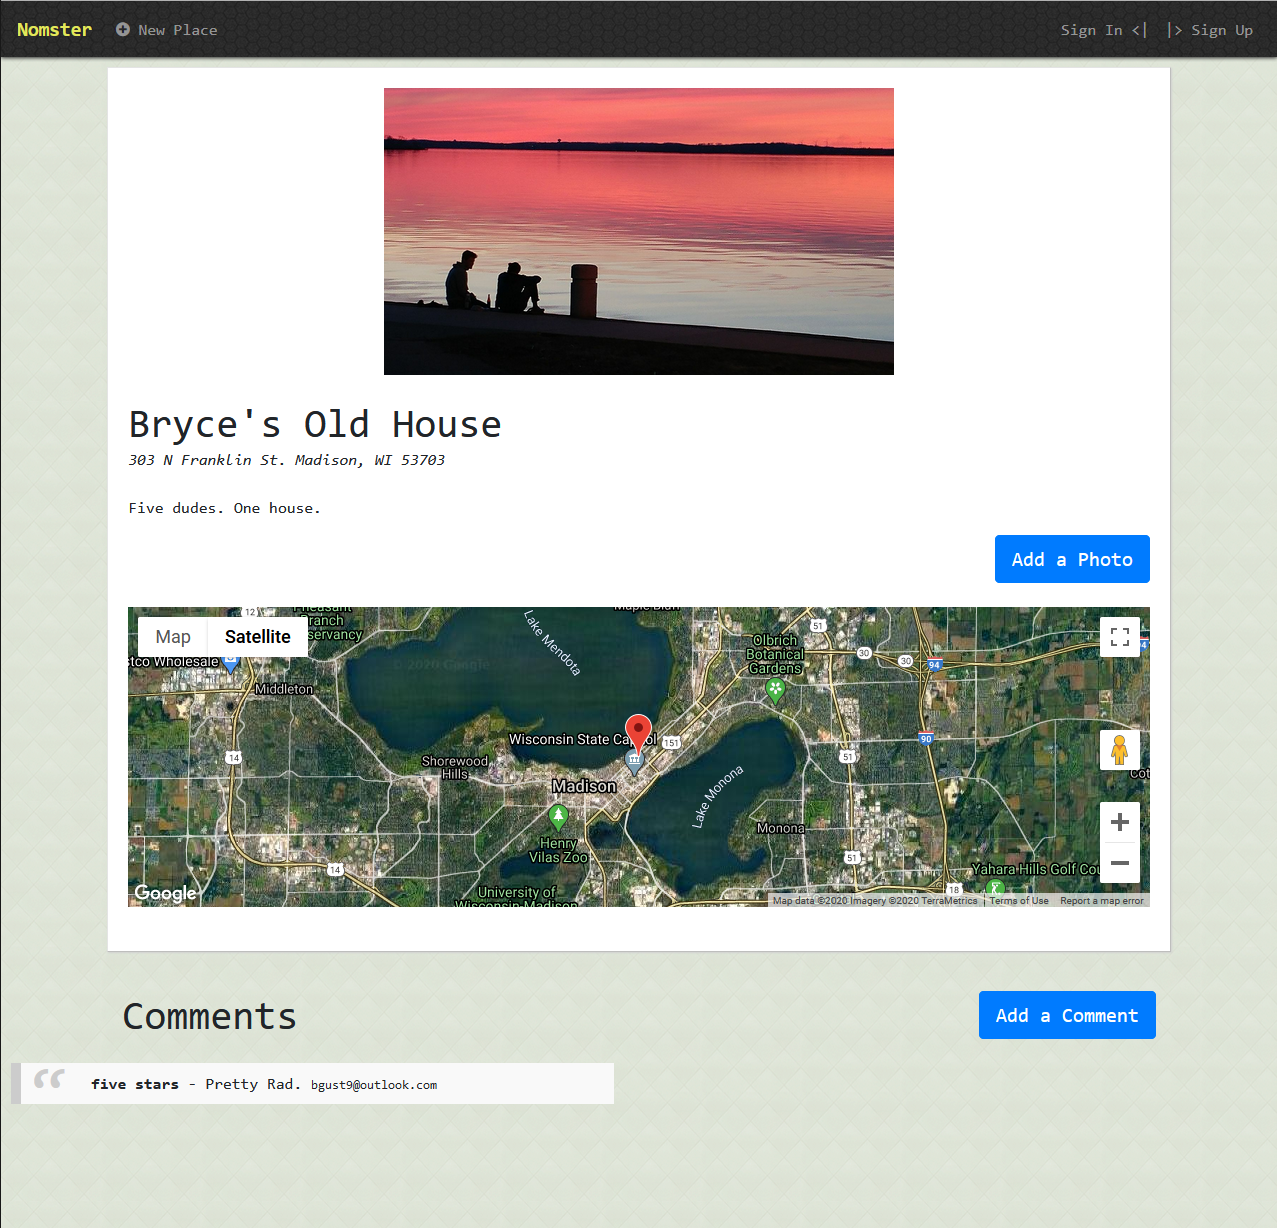 Nomster
New Place
Sign In <|
|> Sign Up
Bryce's Old House
303 N Franklin St. Madison, WI 53703
Five dudes. One house.
Add a Photo
Map
Satellite
12
Branch
servancy
stco Wholesale
Middleton
Lake Mendota
© 2020 Google
51
Olbrich
Botanical
Gardens
30
30
94
4
Wisconsin State Capitol
151
90
14
Shorewood
Hills
51
Madison
Lake Monona
Cot
Henry
Vilas Zoo
Monona
14
51
Yahara Hills Golf Cou
18
Google
University of
Wisconsin-Madison
Map data ©2020 Imagery ©2020 TerraMetrics
Terms of Use
Report a map error
Comments
Add a Comment
“ five stars - Pretty Rad. bgust9@outlook.com